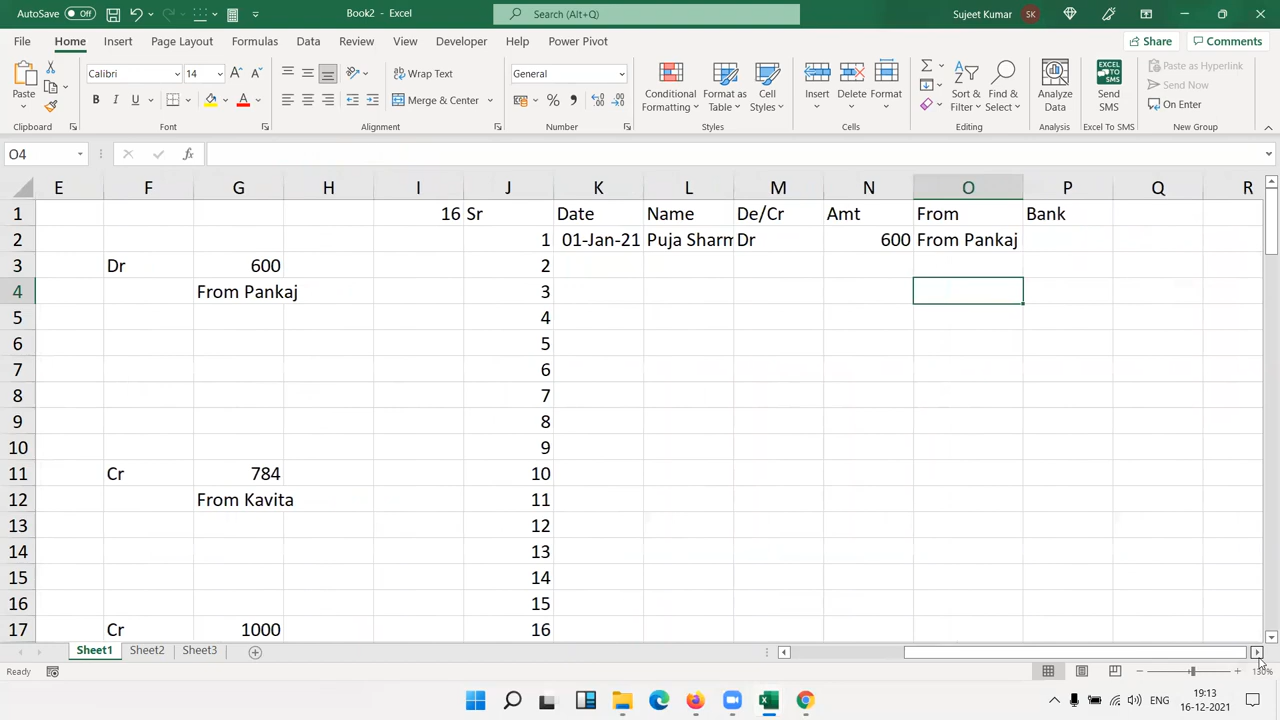 AutoSave Off Book2 - Excel Search (Alt+Q) Sujeet Kumar SK
File Home Insert Page Layout Formulas Data Review View Developer Help Power Pivot Share Comments
Paste Calibri 14 Wrap Text General Conditional Formatting Format as Table Cell Styles Insert Delete Format Sort & Filter Find & Select Analyze Data Send SMS Paste as Hyperlink
B I U Merge & Center Send Now
On Enter
Clipboard Font Alignment Number Styles Cells Editing Analysis Excel To SMS New Group
O4 fx
E F G H I J K L M N O P Q R
1 16 Sr Date Name De/Cr Amt From Bank
2 1 01-Jan-21 Puja Sharm Dr 600 From Pankaj
3 Dr 600 2
4 From Pankaj 3
5 4
6 5
7 6
8 7
9 8
10 9
11 Cr 784 10
12 From Kavita 11
13 12
14 13
15 14
16 15
17 Cr 1000 16
Sheet1 Sheet2 Sheet3
Ready 130%
ENG 19:13
16-12-2021